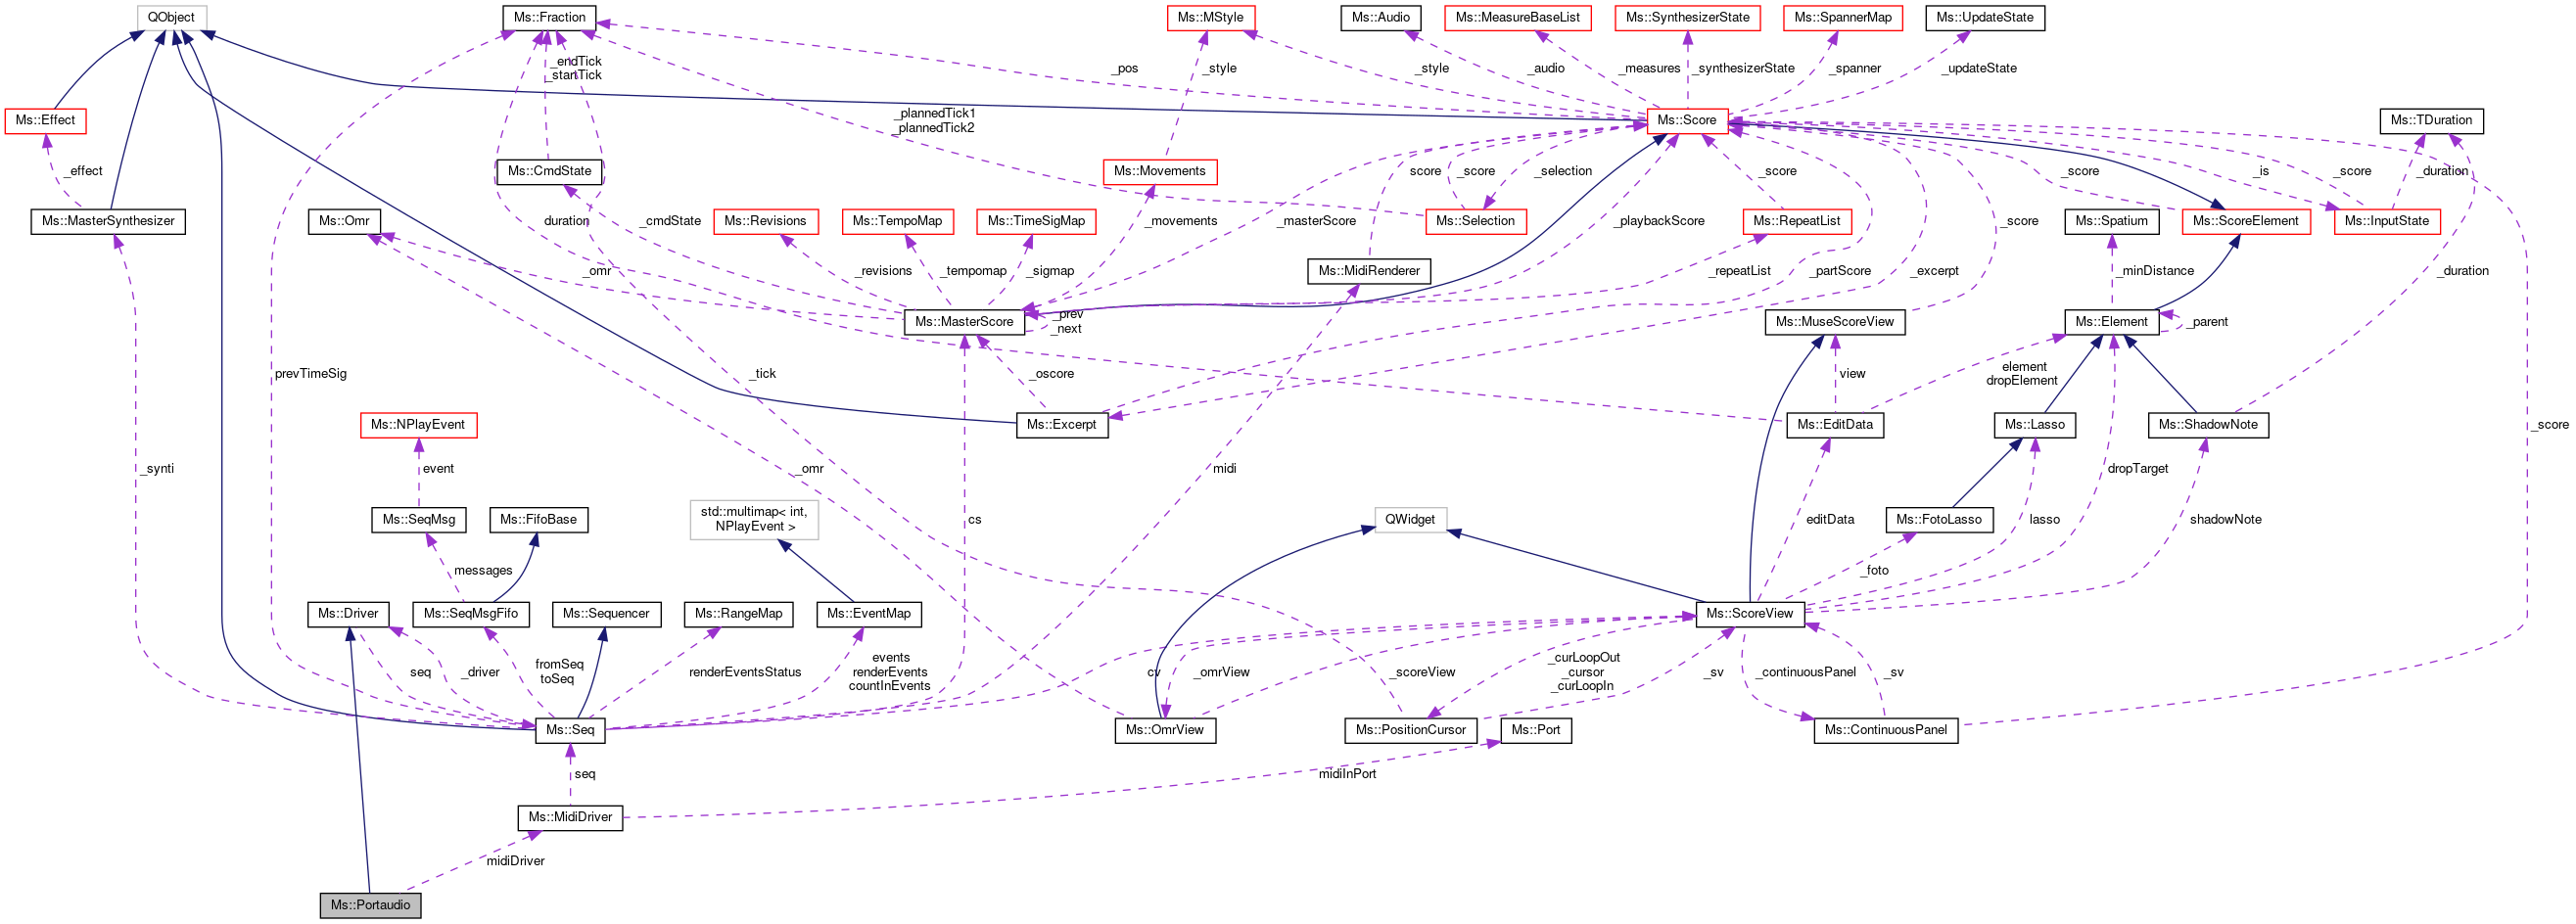 QObject
Ms::Fraction
Ms::MStyle
Ms::Audio
Ms::MeasureBaseList
Ms::SynthesizerState
Ms::SpannerMap
Ms::UpdateState
_endTick
_startTick
_pos
_style
_style
_audio
_measures
_synthesizerState
_spanner
_updateState
Ms::Effect
_plannedTick1
_plannedTick2
Ms::Score
Ms::TDuration
_effect
Ms::CmdState
Ms::Movements
score
_score
_selection
_score
_score
_is
_score
_duration
Ms::MasterSynthesizer
Ms::Omr
duration
_cmdState
Ms::Revisions
Ms::TempoMap
Ms::TimeSigMap
_movements
_masterScore
Ms::Selection
_playbackScore
Ms::RepeatList
_score
Ms::Spatium
Ms::ScoreElement
Ms::InputState
_omr
_revisions
_tempomap
_sigmap
Ms::MidiRenderer
_repeatList
_partScore
_excerpt
_minDistance
_duration
Ms::MasterScore
_prev
_next
Ms::MuseScoreView
Ms::Element
_parent
prevTimeSig
_tick
_oscore
view
element
dropElement
Ms::NPlayEvent
Ms::Excerpt
Ms::EditData
Ms::Lasso
Ms::ShadowNote
_score
_synti
event
_omr
midi
dropTarget
Ms::SeqMsg
Ms::FifoBase
std::multimap< int,
NPlayEvent >
cs
QWidget
editData
Ms::FotoLasso
lasso
shadowNote
messages
_foto
Ms::Driver
Ms::SeqMsgFifo
Ms::Sequencer
Ms::RangeMap
Ms::EventMap
Ms::ScoreView
seq
_driver
fromSeq
toSeq
renderEventsStatus
events
renderEvents
countInEvents
cv
_omrView
_scoreView
_curLoopOut
_cursor
_curLoopIn
_sv
_continuousPanel
_sv
Ms::Seq
Ms::OmrView
Ms::PositionCursor
Ms::Port
Ms::ContinuousPanel
seq
midiInPort
Ms::MidiDriver
midiDriver
Ms::Portaudio